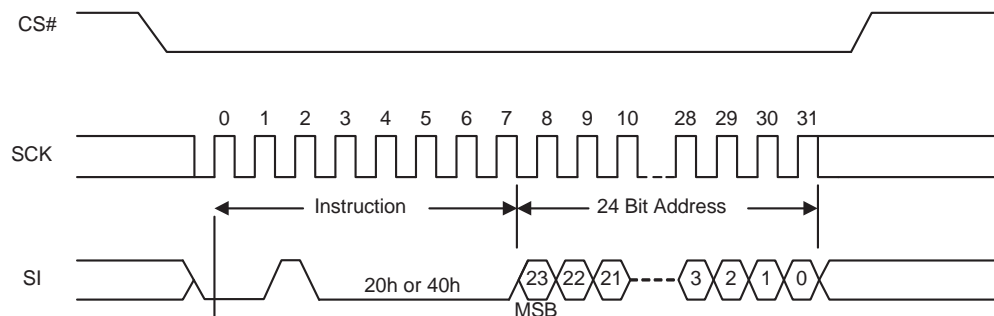 CS#
0 1 2 3 4 5 6 7 8 9 10 28 29 30 31
SCK
Instruction 24 Bit Address
SI 20h or 40h 23 22 21 3 2 1 0
MSB